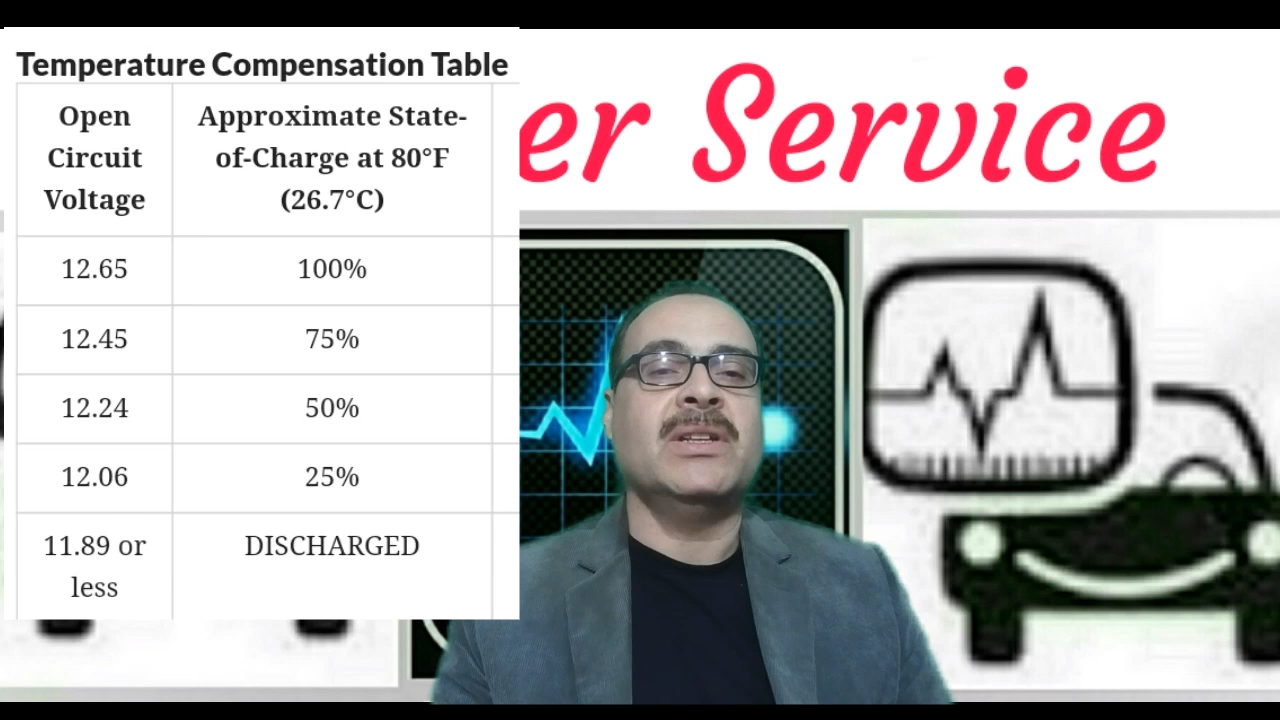 Temperature Compensation Table
Open
Circuit
Voltage
Approximate State-
of-Charge at 80°F
(26.7°C)
12.65 100%
12.45 75%
12.24 50%
12.06 25%
11.89 or
less
DISCHARGED
er Service